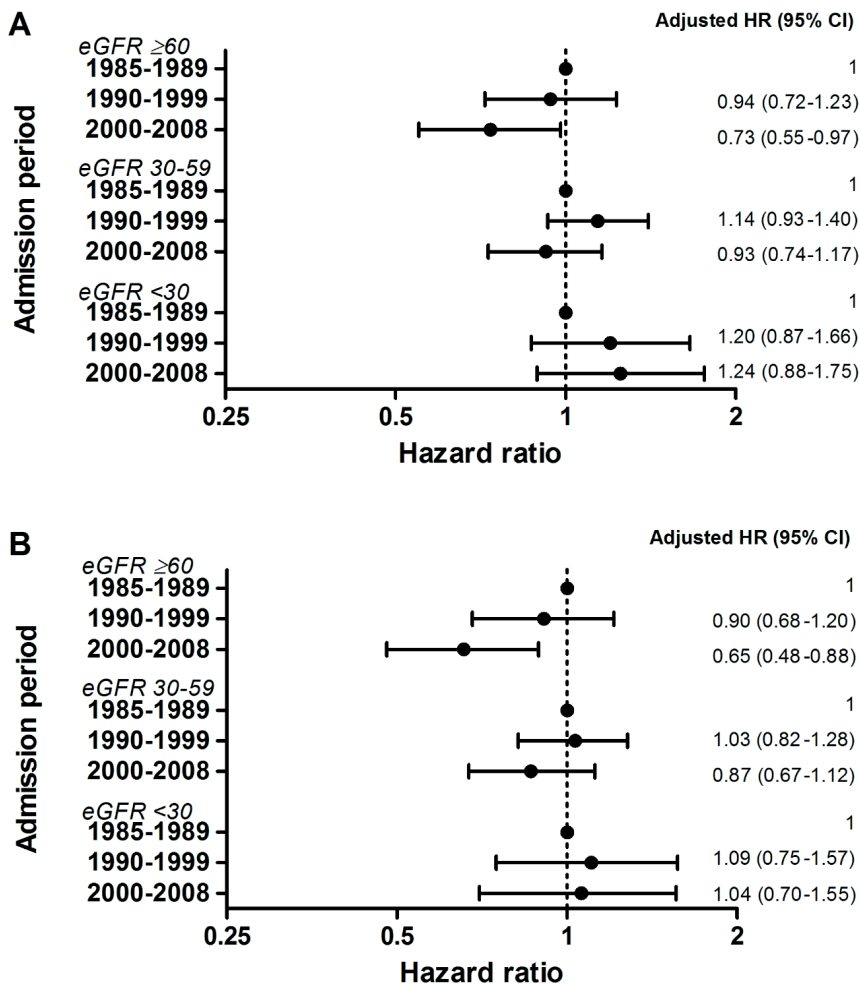 A
Adjusted HR (95% CI)
Admission period
eGFR ≥60
1985-1989 1
1990-1999 0.94 (0.72-1.23)
2000-2008 0.73 (0.55-0.97)
eGFR 30-59
1985-1989 1
1990-1999 1.14 (0.93-1.40)
2000-2008 0.93 (0.74-1.17)
eGFR <30
1985-1989 1
1990-1999 1.20 (0.87-1.66)
2000-2008 1.24 (0.88-1.75)
0.25 0.5 1 2
Hazard ratio
B
Adjusted HR (95% CI)
Admission period
eGFR ≥60
1985-1989 1
1990-1999 0.90 (0.68-1.20)
2000-2008 0.65 (0.48-0.88)
eGFR 30-59
1985-1989 1
1990-1999 1.03 (0.82-1.28)
2000-2008 0.87 (0.67-1.12)
eGFR <30
1985-1989 1
1990-1999 1.09 (0.75-1.57)
2000-2008 1.04 (0.70-1.55)
0.25 0.5 1 2
Hazard ratio